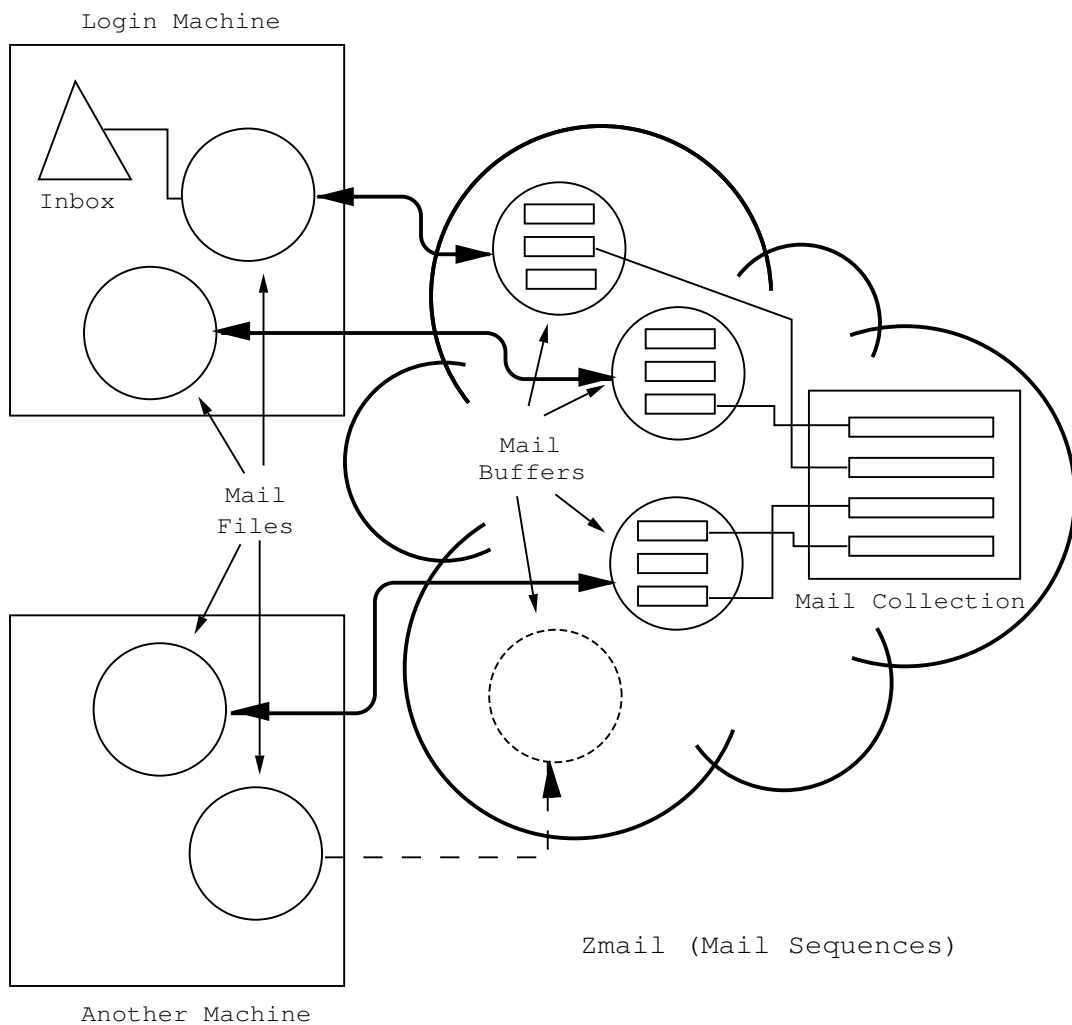 Login Machine
Inbox
Mail
Buffers
Mail
Files
Mail Collection
Zmail (Mail Sequences)
Another Machine